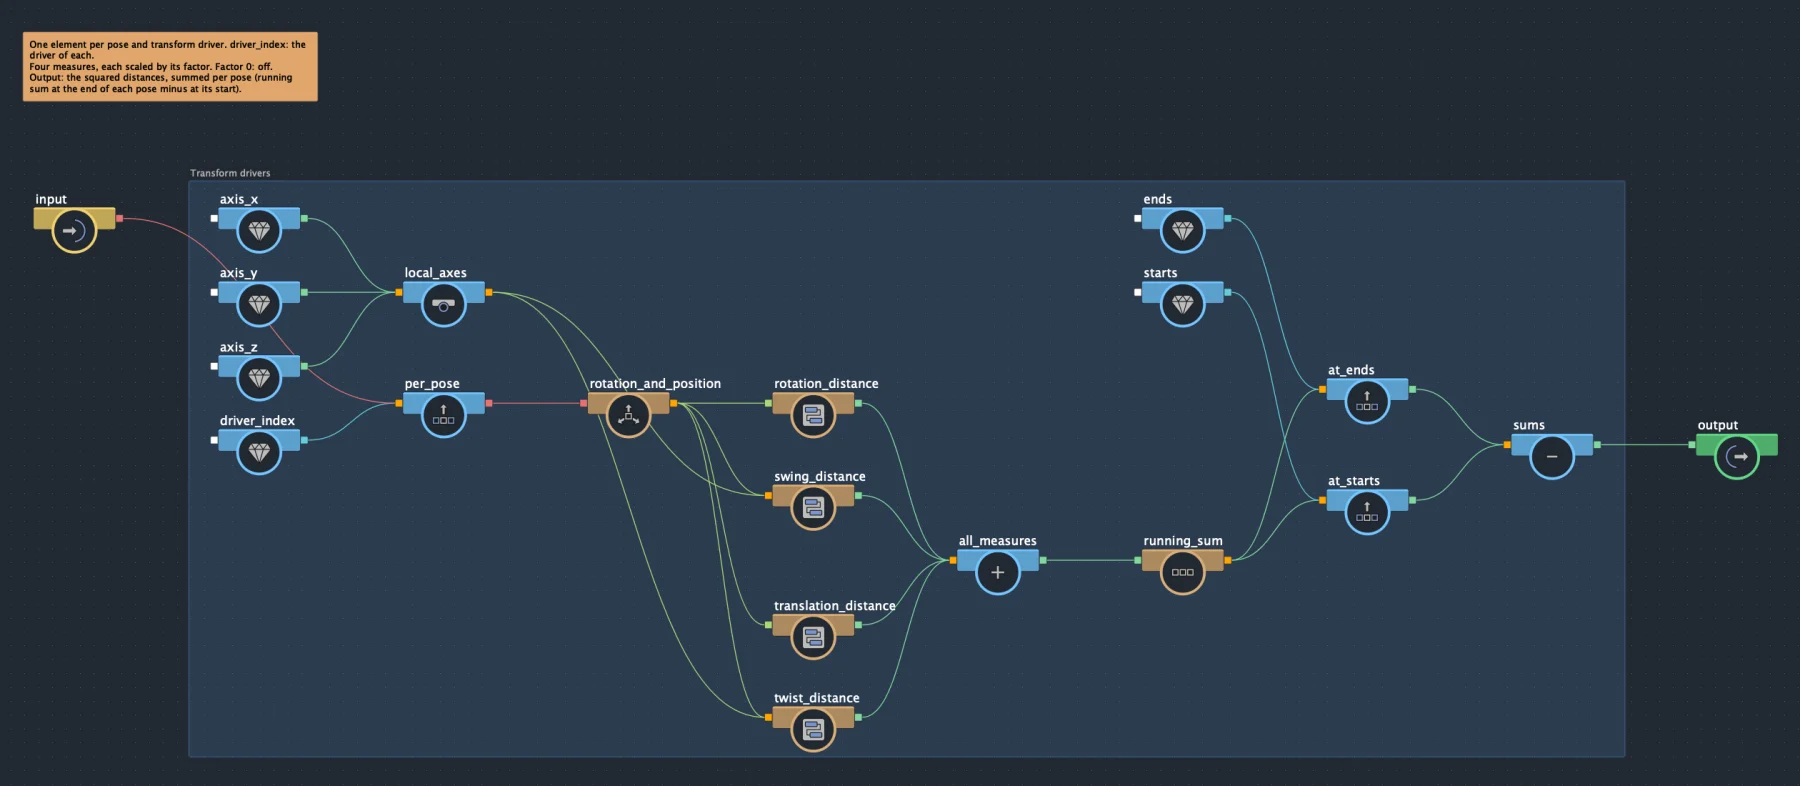 One element per pose and transform driver. driver_index: the
driver of each.
Four measures, each scaled by its factor. Factor 0: off.
Output: the squared distances, summed per pose (running
sum at the end of each pose minus at its start).
Transform drivers
input
axis_x
ends
axis_y
local_axes
starts
axis_z
per_pose
rotation_and_position
rotation_distance
at_ends
driver_index
sums
output
swing_distance
at_starts
all_measures
running_sum
translation_distance
twist_distance